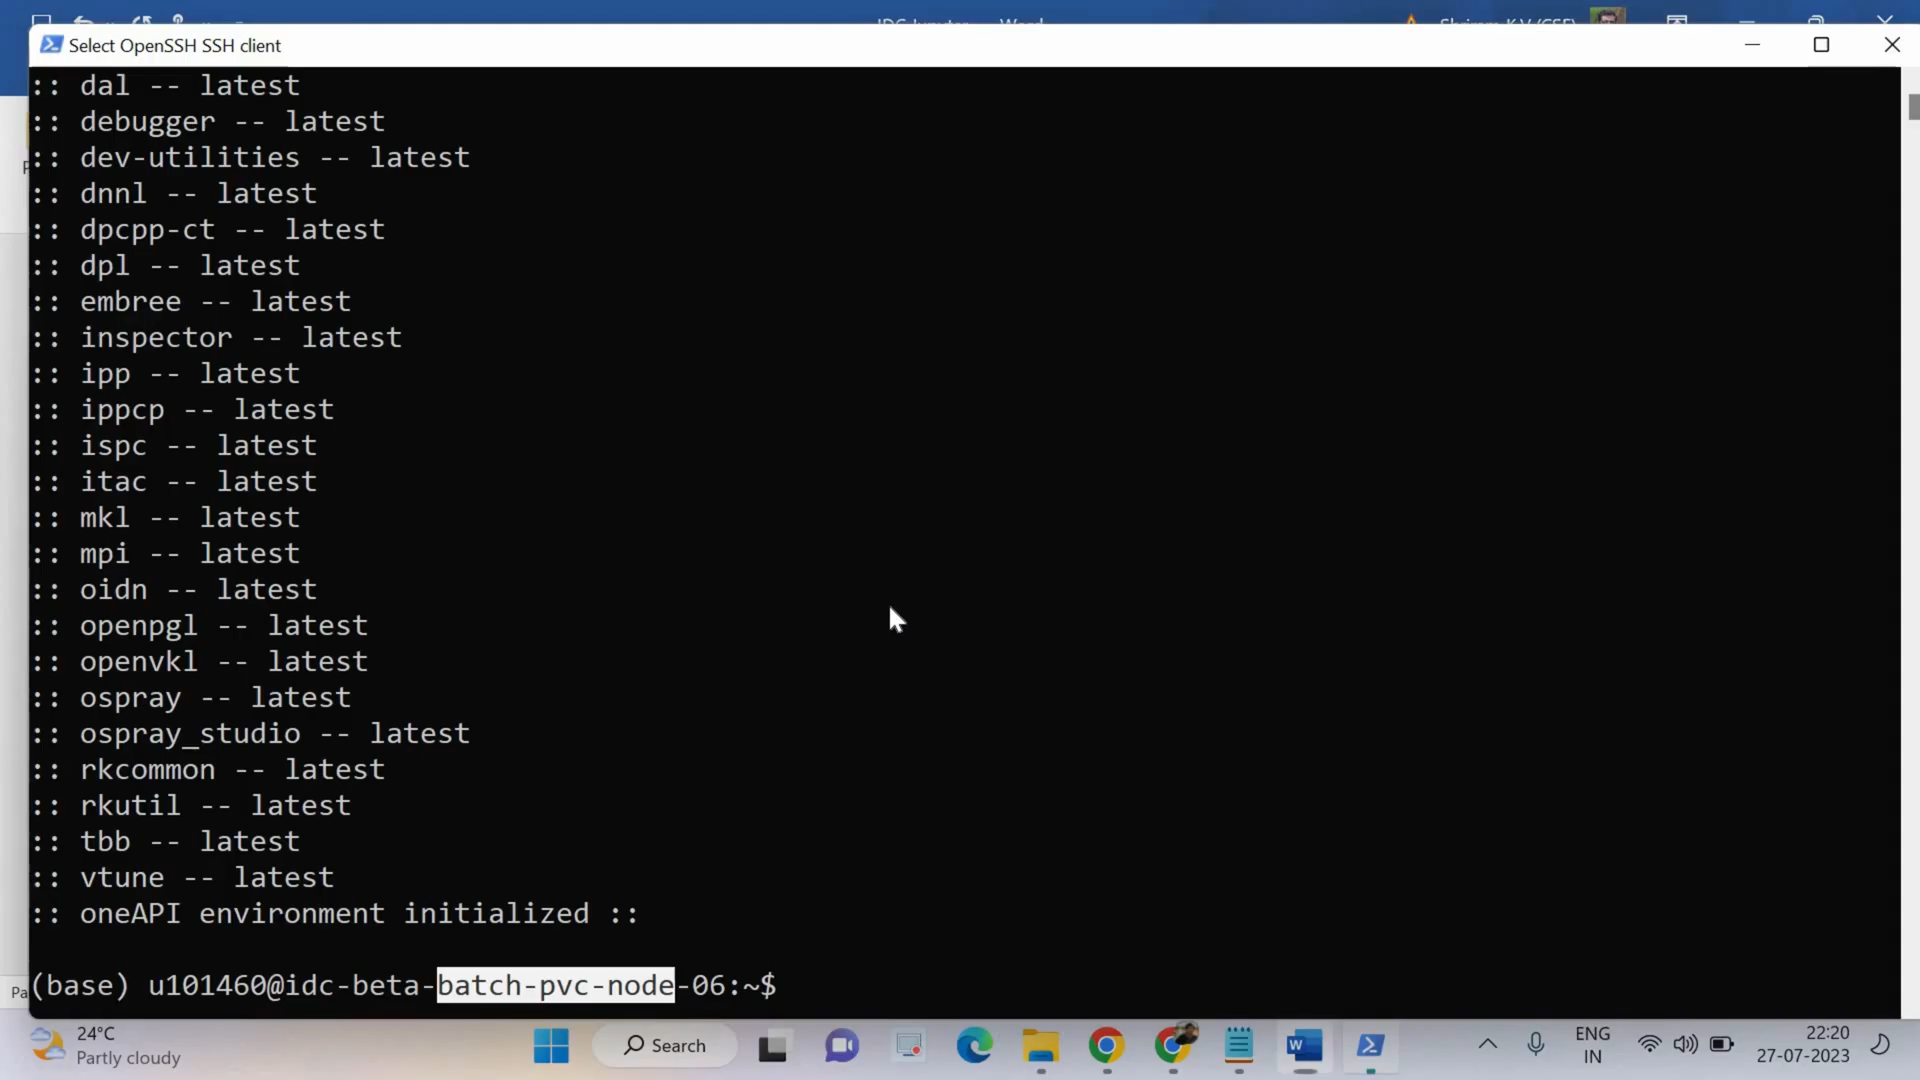 Select OpenSSH SSH client
:: dal -- latest
:: debugger -- latest
:: dev-utilities -- latest
:: dnnl -- latest
:: dpcpp-ct -- latest
:: dpl -- latest
:: embree -- latest
:: inspector -- latest
:: ipp -- latest
:: ippcp -- latest
:: ispc -- latest
:: itac -- latest
:: mkl -- latest
:: mpi -- latest
:: oidn -- latest
:: openpgl -- latest
:: openvkl -- latest
:: ospray -- latest
:: ospray_studio -- latest
:: rkcommon -- latest
:: rkutil -- latest
:: tbb -- latest
:: vtune -- latest
:: oneAPI environment initialized ::
(base) u101460@idc-beta-batch-pvc-node-06:~$
24°C
Partly cloudy
Search
ENG
IN
22:20
27-07-2023